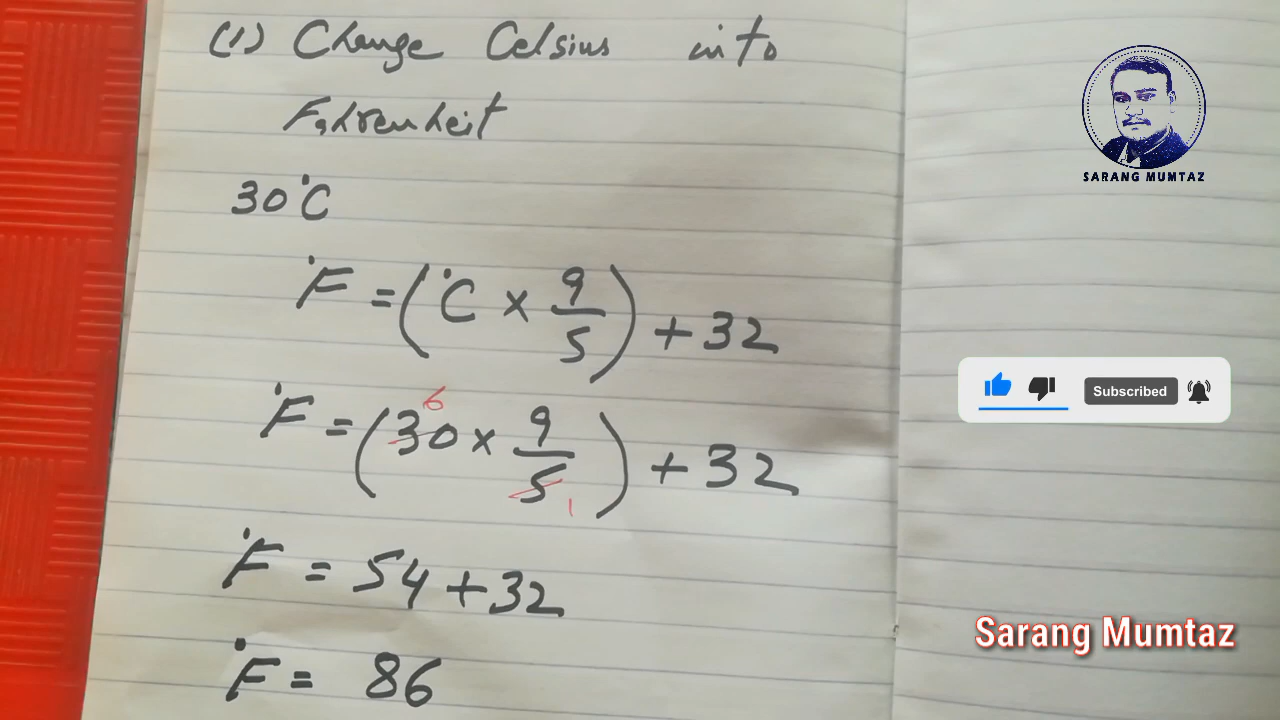 (1) Change Celsius into
Fahrenheit
30°C
°F = (°C × 9/5) + 32
6
°F = (30 × 9/5) + 32
1
°F = 54 + 32
°F = 86
SARANG MUMTAZ
Subscribed
Sarang Mumtaz